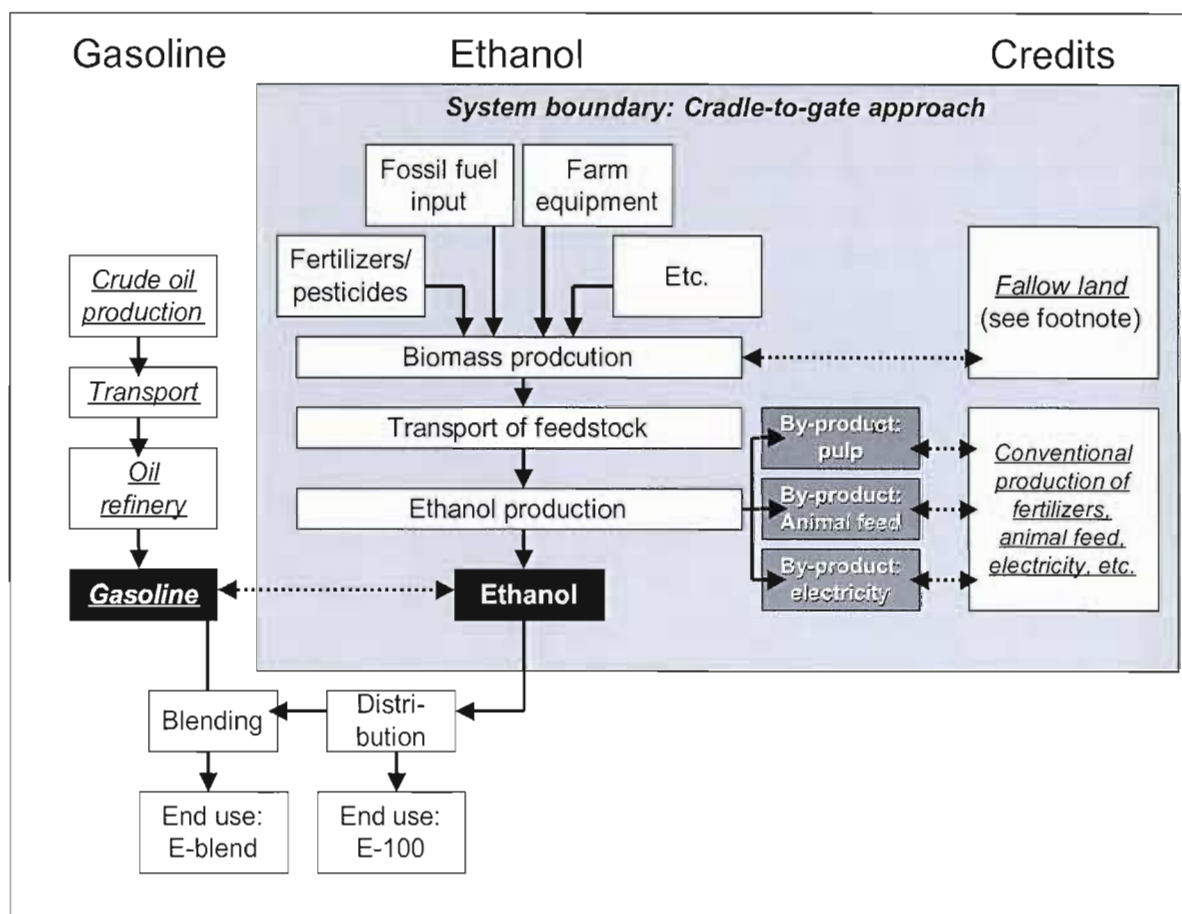 Gasoline
Ethanol
Credits
System boundary: Cradle-to-gate approach
Fossil fuel
input
Farm
equipment
Fertilizers/
pesticides
Etc.
Crude oil
production
Fallow land
(see footnote)
Biomass prodcution
Transport
Transport of feedstock
By-product:
pulp
Conventional
production of
fertilizers,
animal feed,
electricity, etc.
Oil
refinery
Ethanol production
By-product:
Animal feed
By-product:
electricity
Gasoline
Ethanol
Blending
Distri-
bution
End use:
E-blend
End use:
E-100